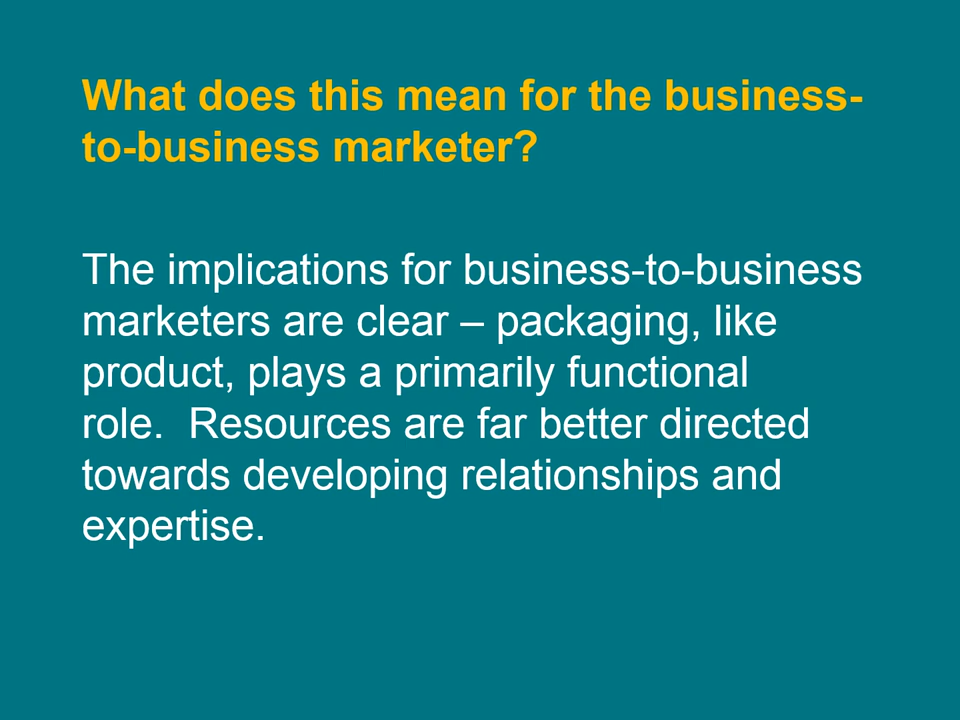 What does this mean for the business-
to-business marketer?
The implications for business-to-business
marketers are clear – packaging, like
product, plays a primarily functional
role.  Resources are far better directed
towards developing relationships and
expertise.